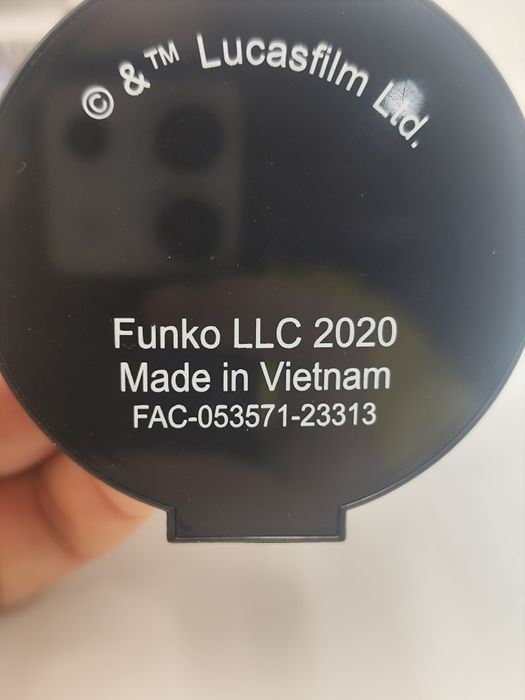 © & ™ Lucasfilm Ltd.
Funko LLC 2020
Made in Vietnam
FAC-053571-23313